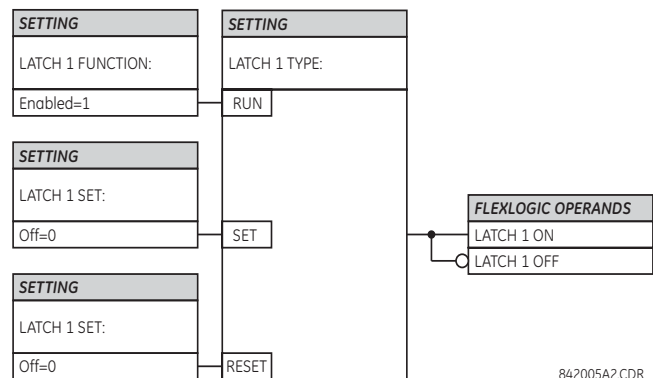 SETTING
LATCH 1 FUNCTION:
Enabled=1
SETTING
LATCH 1 SET:
Off=0
SETTING
LATCH 1 SET:
Off=0
SETTING
LATCH 1 TYPE:
RUN
SET
RESET
FLEXLOGIC OPERANDS
LATCH 1 ON
LATCH 1 OFF
842005A2.CDR